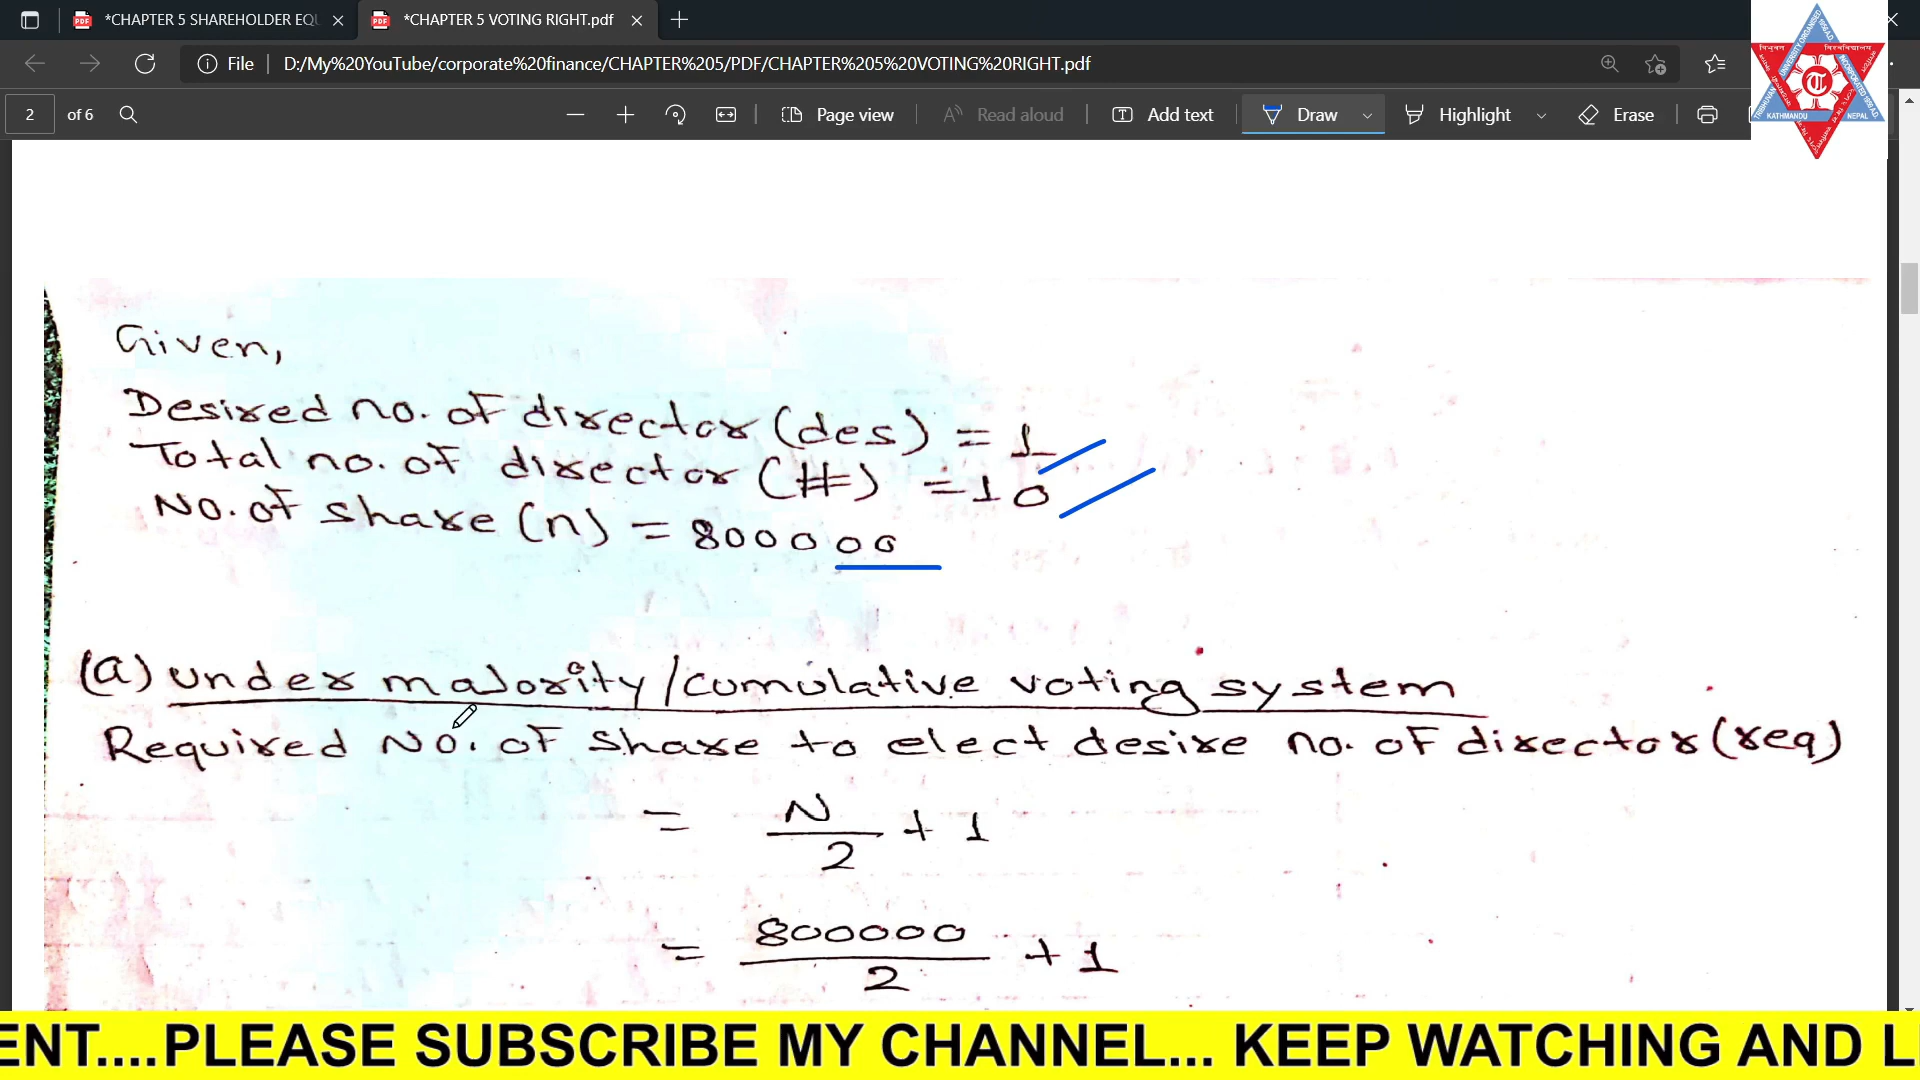 *CHAPTER 5 SHAREHOLDER EQU
*CHAPTER 5 VOTING RIGHT.pdf
File
D:/My%20YouTube/corporate%20finance/CHAPTER%205/PDF/CHAPTER%205%20VOTING%20RIGHT.pdf
2 of 6
Page view
Read aloud
Add text
Draw
Highlight
Erase
KATHMANDU
NEPAL
Given,
Desired no. of director (des) = 1
Total no. of director (#) = 10
No. of share (n) = 800000
(a) under majority/cumulative voting system
Required No. of share to elect desire no. of director (req)
= N/2 + 1
= 800000/2 + 1
ENT....PLEASE SUBSCRIBE MY CHANNEL... KEEP WATCHING AND L